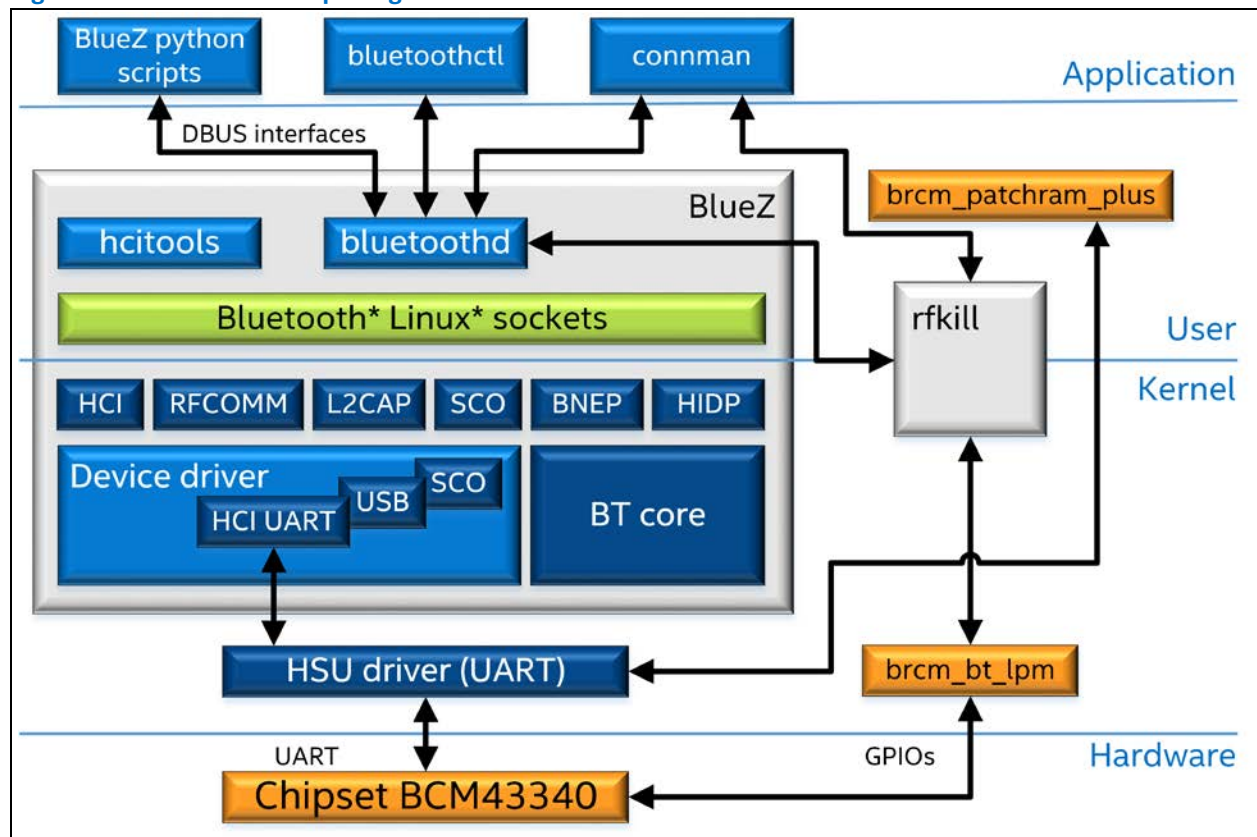 BlueZ python
scripts
bluetoothctl
connman
Application
DBUS interfaces
BlueZ
brcm_patchram_plus
hcitools
bluetoothd
rfkill
Bluetooth* Linux* sockets
User
Kernel
HCI
RFCOMM
L2CAP
SCO
BNEP
HIDP
Device driver
SCO
USB
HCI UART
BT core
HSU driver (UART)
brcm_bt_lpm
UART
GPIOs
Hardware
Chipset BCM43340